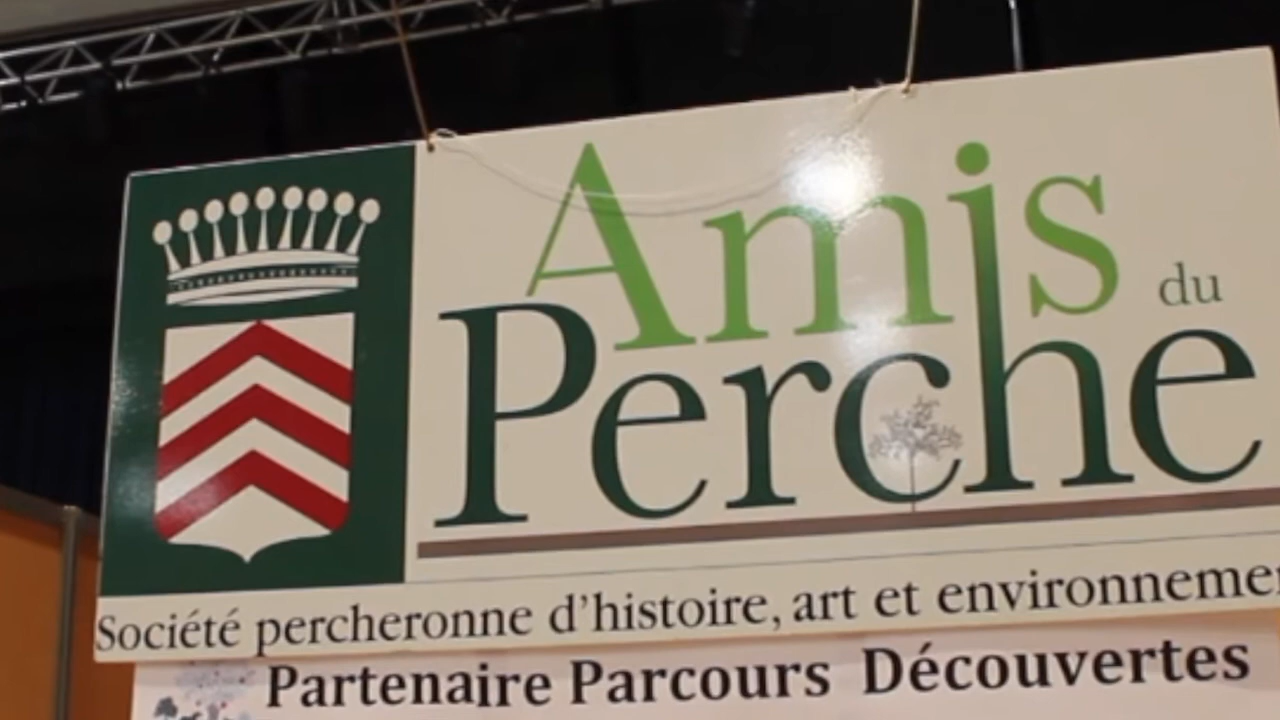 Amis du
Perche
Société percheronne d'histoire, art et environnemen
Partenaire Parcours Découvertes